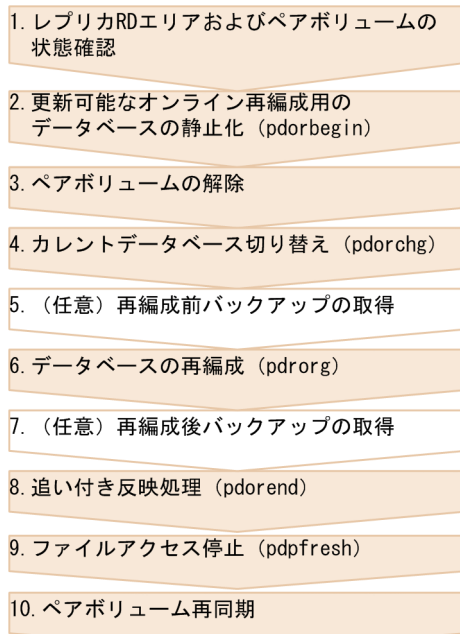 1. レプリカRDエリアおよびペアボリュームの
状態確認
2. 更新可能なオンライン再編成用の
データベースの静止化（pdorbegin）
3. ペアボリュームの解除
4. カレントデータベース切り替え（pdorchg）
5. （任意）再編成前バックアップの取得
6. データベースの再編成（pdrorg）
7. （任意）再編成後バックアップの取得
8. 追い付き反映処理（pdorend）
9. ファイルアクセス停止（pdpfresh）
10. ペアボリューム再同期